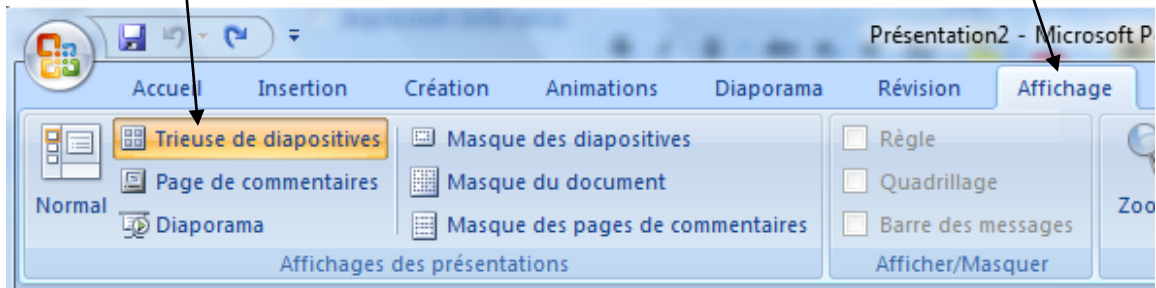 Présentation2 - Microsoft P
Accueil Insertion Création Animations Diaporama Révision Affichage
Trieuse de diapositives Masque des diapositives Règle
Page de commentaires Masque du document Quadrillage
Normal Diaporama Masque des pages de commentaires Barre des messages Zoo
Affichages des présentations Afficher/Masquer